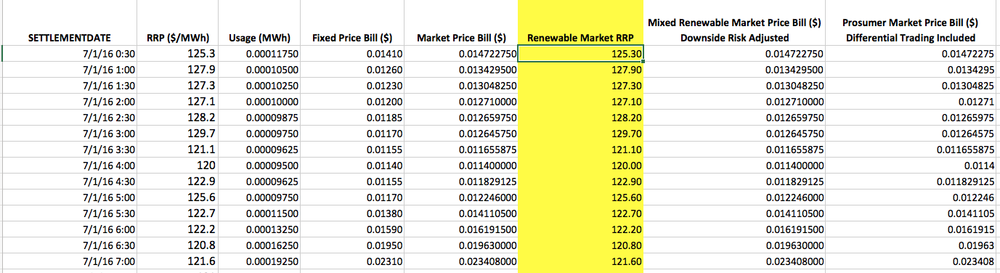 Mixed Renewable Market Price Bill ($) Prosumer Market Price Bill ($)
SETTLEMENTDATE RRP ($/MWh) Usage (MWh) Fixed Price Bill ($) Market Price Bill ($) Renewable Market RRP Downside Risk Adjusted Differential Trading Included
7/1/16 0:30 125.3 0.00011750 0.01410 0.014722750 125.30 0.014722750 0.01472275
7/1/16 1:00 127.9 0.00010500 0.01260 0.013429500 127.90 0.013429500 0.0134295
7/1/16 1:30 127.3 0.00010250 0.01230 0.013048250 127.30 0.013048250 0.01304825
7/1/16 2:00 127.1 0.00010000 0.01200 0.012710000 127.10 0.012710000 0.01271
7/1/16 2:30 128.2 0.00009875 0.01185 0.012659750 128.20 0.012659750 0.01265975
7/1/16 3:00 129.7 0.00009750 0.01170 0.012645750 129.70 0.012645750 0.01264575
7/1/16 3:30 121.1 0.00009625 0.01155 0.011655875 121.10 0.011655875 0.011655875
7/1/16 4:00 120 0.00009500 0.01140 0.011400000 120.00 0.011400000 0.0114
7/1/16 4:30 122.9 0.00009625 0.01155 0.011829125 122.90 0.011829125 0.011829125
7/1/16 5:00 125.6 0.00009750 0.01170 0.012246000 125.60 0.012246000 0.012246
7/1/16 5:30 122.7 0.00011500 0.01380 0.014110500 122.70 0.014110500 0.0141105
7/1/16 6:00 122.2 0.00013250 0.01590 0.016191500 122.20 0.016191500 0.0161915
7/1/16 6:30 120.8 0.00016250 0.01950 0.019630000 120.80 0.019630000 0.01963
7/1/16 7:00 121.6 0.00019250 0.02310 0.023408000 121.60 0.023408000 0.023408